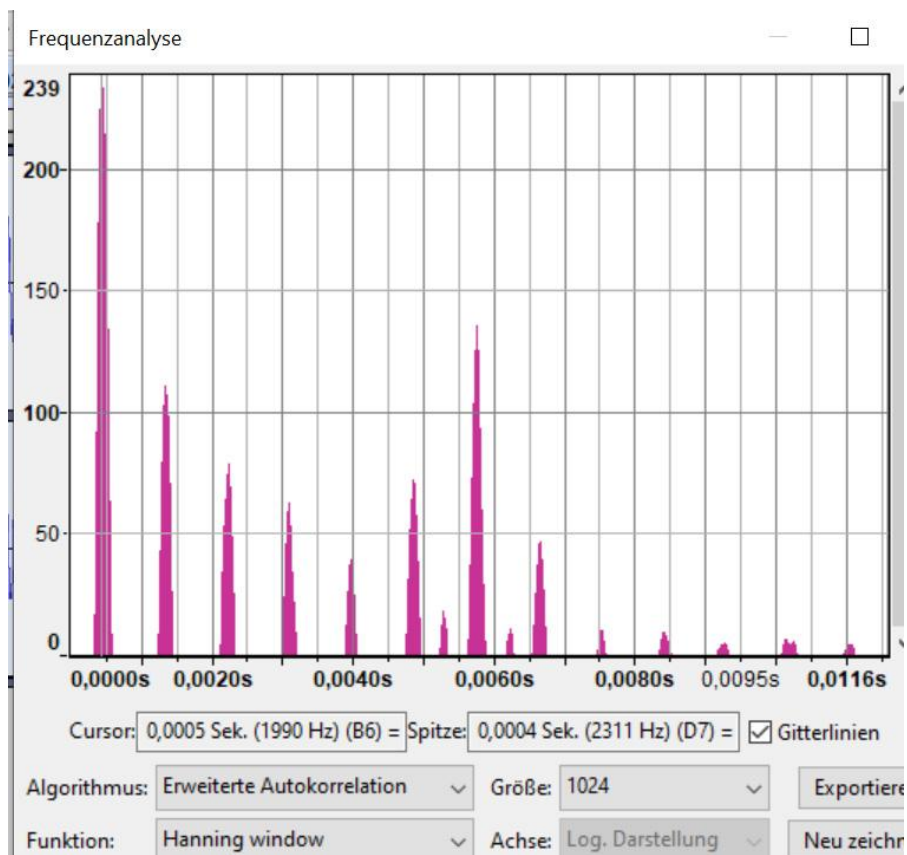 Frequenzanalyse
239
200
150
100
50
0
0,0000s 0,0020s 0,0040s 0,0060s 0,0080s 0,0095s 0,0116s
Cursor: 0,0005 Sek. (1990 Hz) (B6) = Spitze: 0,0004 Sek. (2311 Hz) (D7) = Gitterlinien
Algorithmus: Erweiterte Autokorrelation Größe: 1024 Exportiere
Funktion: Hanning window Achse: Log. Darstellung Neu zeichn